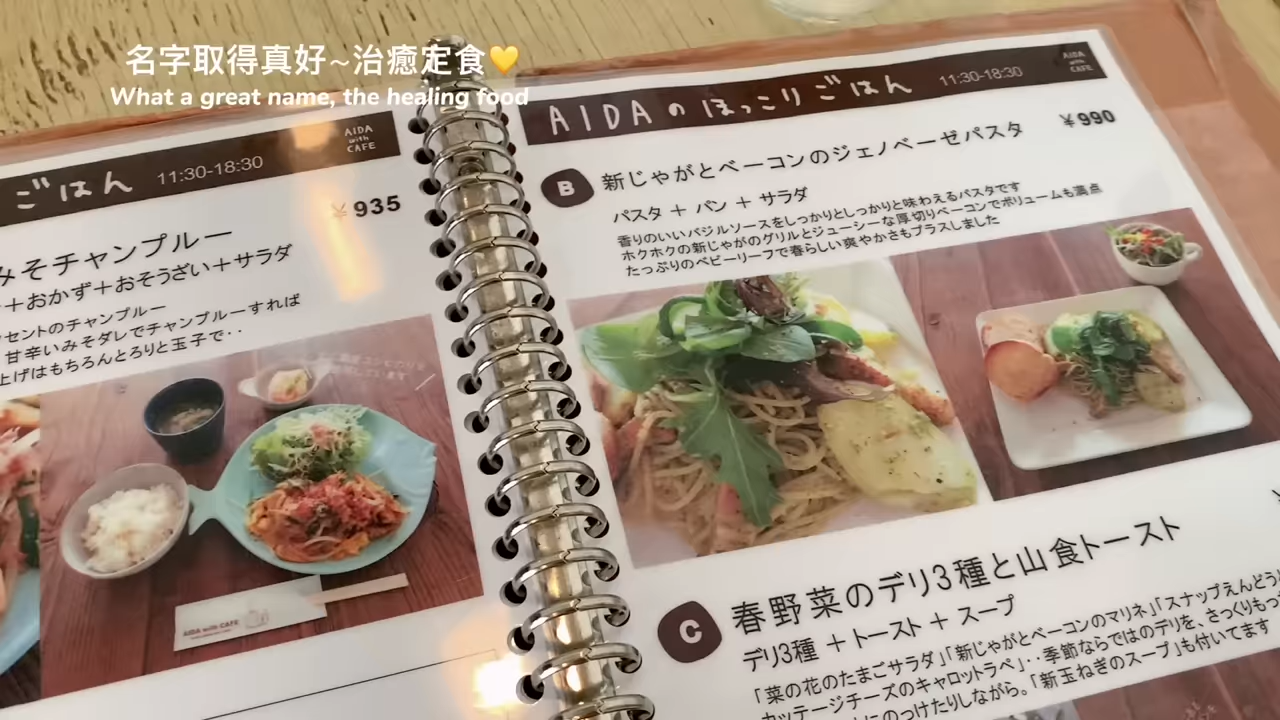 名字取得真好~治癒定食💛
What a great name, the healing food
ごはん 11:30-18:30
AIDA with CAFE
¥935
みそチャンプルー
＋おかず＋おそうざい＋サラダ
セントのチャンプルー
甘辛いみそダレでチャンプルーすれば
上げはもちろんとろりと玉子で‥
AIDA with CAFE
AIDAのほっこりごはん 11:30-18:30
AIDA with CAFE
B 新じゃがとベーコンのジェノベーゼパスタ ¥990
パスタ ＋ パン ＋ サラダ
香りのいいバジルソースをしっかりとしっかりと味わえるパスタです
ホクホクの新じゃがのグリルとジューシーな厚切りベーコンでボリュームも満点
たっぷりのベビーリーフで春らしい爽やかさもプラスしました
C 春野菜のデリ3種と山食トースト
デリ3種 ＋トースト ＋ スープ
「菜の花のたまごサラダ」「新じゃがとベーコンのマリネ」「スナップえんどうと
カッテージチーズのキャロットラペ」‥季節ならではのデリを、さっくりもっ
にのっけたりしながら。「新玉ねぎのスープ」も付いてます